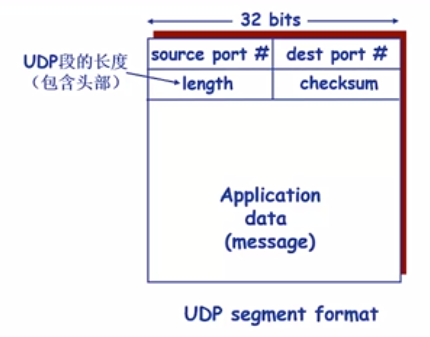 32 bits
UDP段的长度
（包含头部）
source port # dest port #
length checksum
Application
data
(message)
UDP segment format